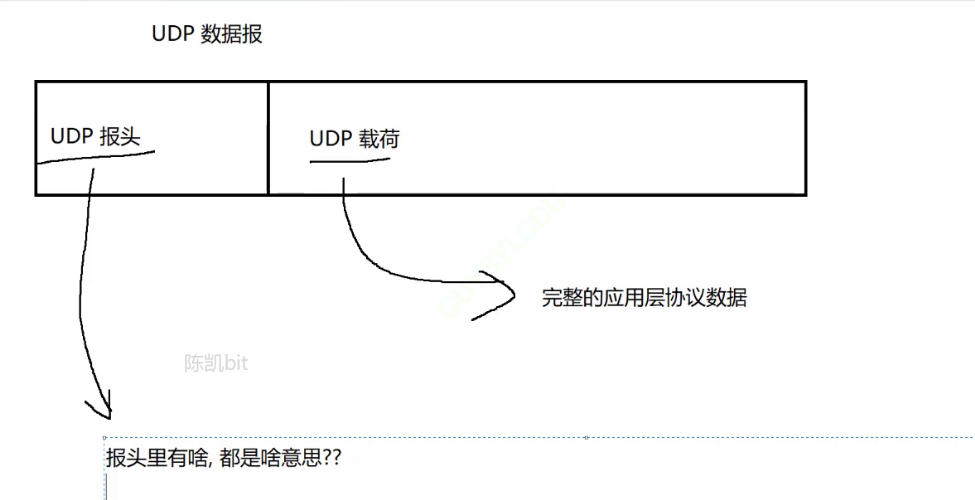 UDP 数据报
UDP 报头
UDP 载荷
完整的应用层协议数据
陈凯bit
报头里有啥, 都是啥意思??